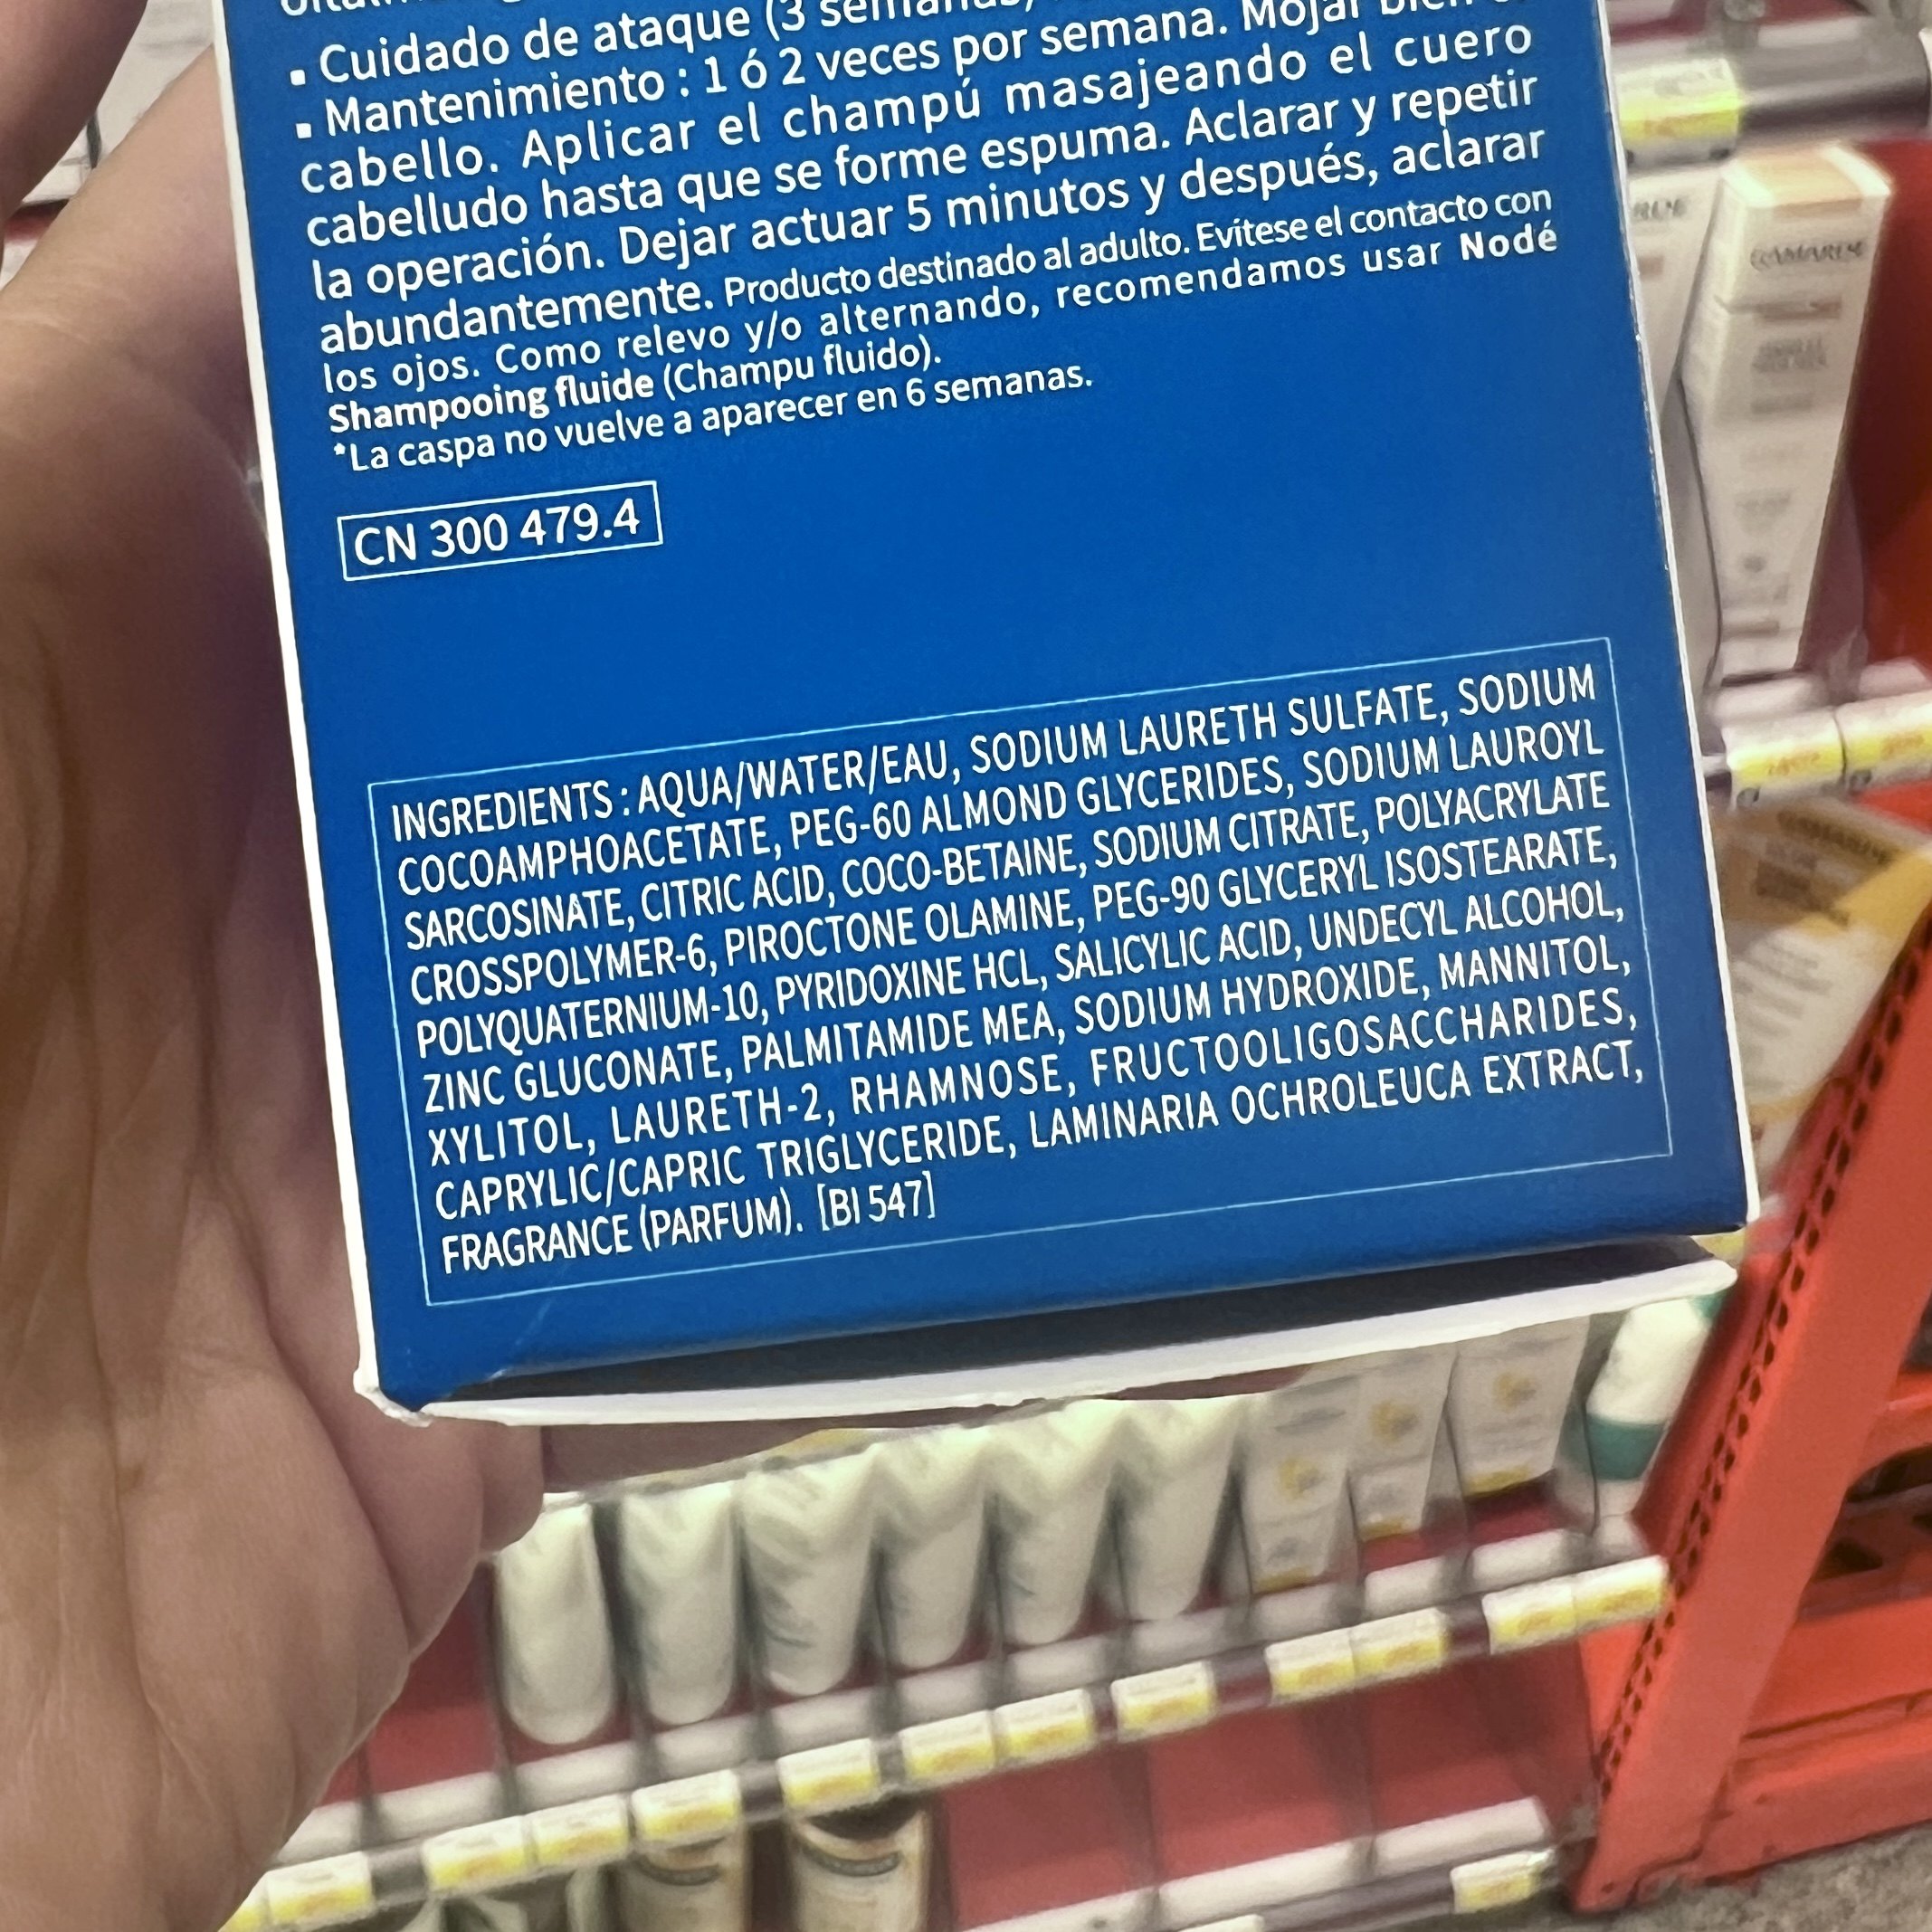 ▪ Cuidado de ataque (3 semanas
▪ Mantenimiento : 1 ó 2 veces por semana. Mojar bien
cabello. Aplicar el champú masajeando el cuero
cabelludo hasta que se forme espuma. Aclarar y repetir
la operación. Dejar actuar 5 minutos y después, aclarar
abundantemente. Producto destinado al adulto. Evítese el contacto con
los ojos. Como relevo y/o alternando, recomendamos usar Nodé
Shampooing fluide (Champu fluido).
*La caspa no vuelve a aparecer en 6 semanas.
CN 300 479.4
INGREDIENTS : AQUA/WATER/EAU, SODIUM LAURETH SULFATE, SODIUM
COCOAMPHOACETATE, PEG-60 ALMOND GLYCERIDES, SODIUM LAUROYL
SARCOSINATE, CITRIC ACID, COCO-BETAINE, SODIUM CITRATE, POLYACRYLATE
CROSSPOLYMER-6, PIROCTONE OLAMINE, PEG-90 GLYCERYL ISOSTEARATE,
POLYQUATERNIUM-10, PYRIDOXINE HCL, SALICYLIC ACID, UNDECYL ALCOHOL,
ZINC GLUCONATE, PALMITAMIDE MEA, SODIUM HYDROXIDE, MANNITOL,
XYLITOL, LAURETH-2, RHAMNOSE, FRUCTOOLIGOSACCHARIDES,
CAPRYLIC/CAPRIC TRIGLYCERIDE, LAMINARIA OCHROLEUCA EXTRACT,
FRAGRANCE (PARFUM). [BI 547]